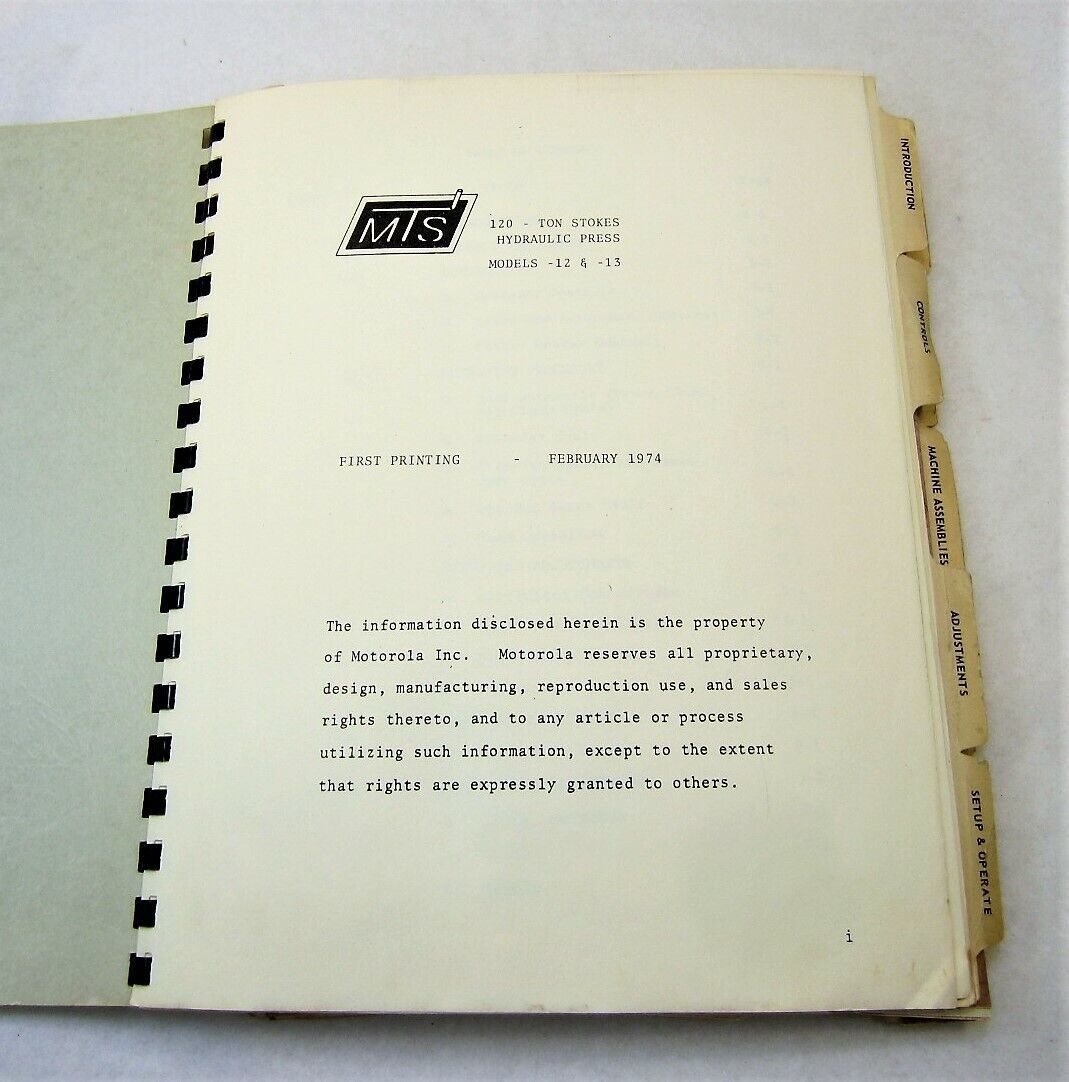 MTS
120 - TON STOKES
HYDRAULIC PRESS
MODELS -12 & -13
FIRST PRINTING - FEBRUARY 1974
The information disclosed herein is the property
of Motorola Inc. Motorola reserves all proprietary,
design, manufacturing, reproduction use, and sales
rights thereto, and to any article or process
utilizing such information, except to the extent
that rights are expressly granted to others.
i
INTRODUCTION
CONTROLS
MACHINE ASSEMBLIES
ADJUSTMENTS
SETUP & OPERATE